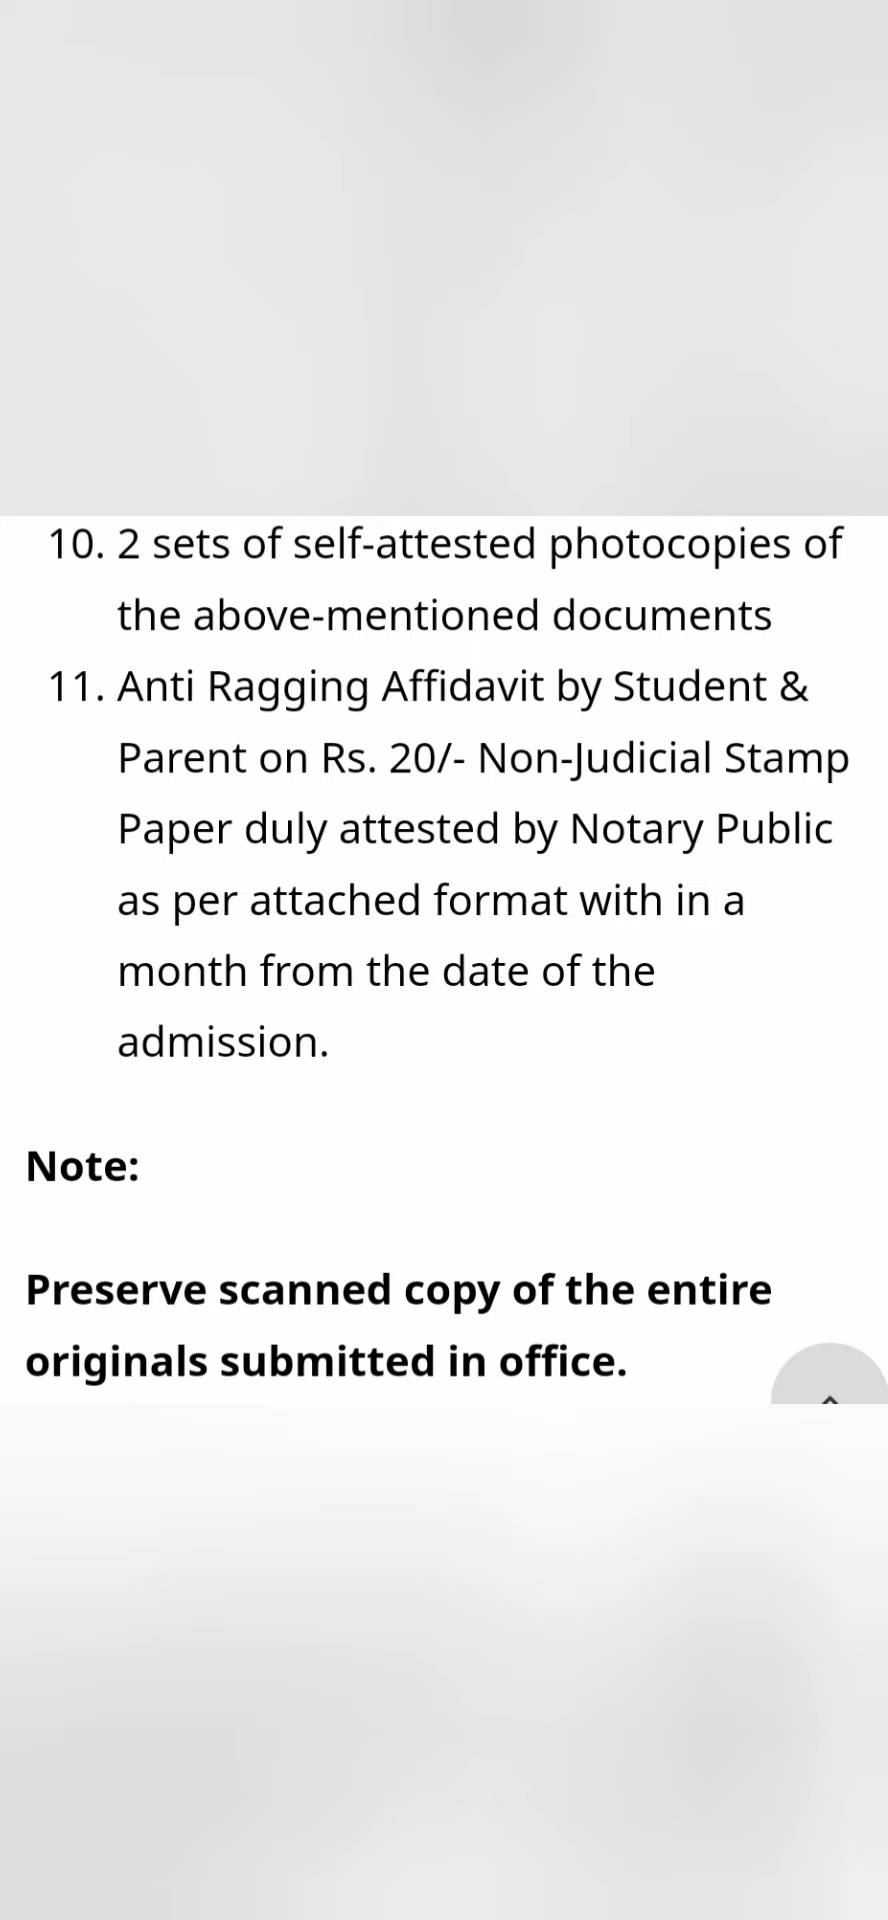 10. 2 sets of self-attested photocopies of
the above-mentioned documents
11. Anti Ragging Affidavit by Student &
Parent on Rs. 20/- Non-Judicial Stamp
Paper duly attested by Notary Public
as per attached format with in a
month from the date of the
admission.
Note:
Preserve scanned copy of the entire
originals submitted in office.